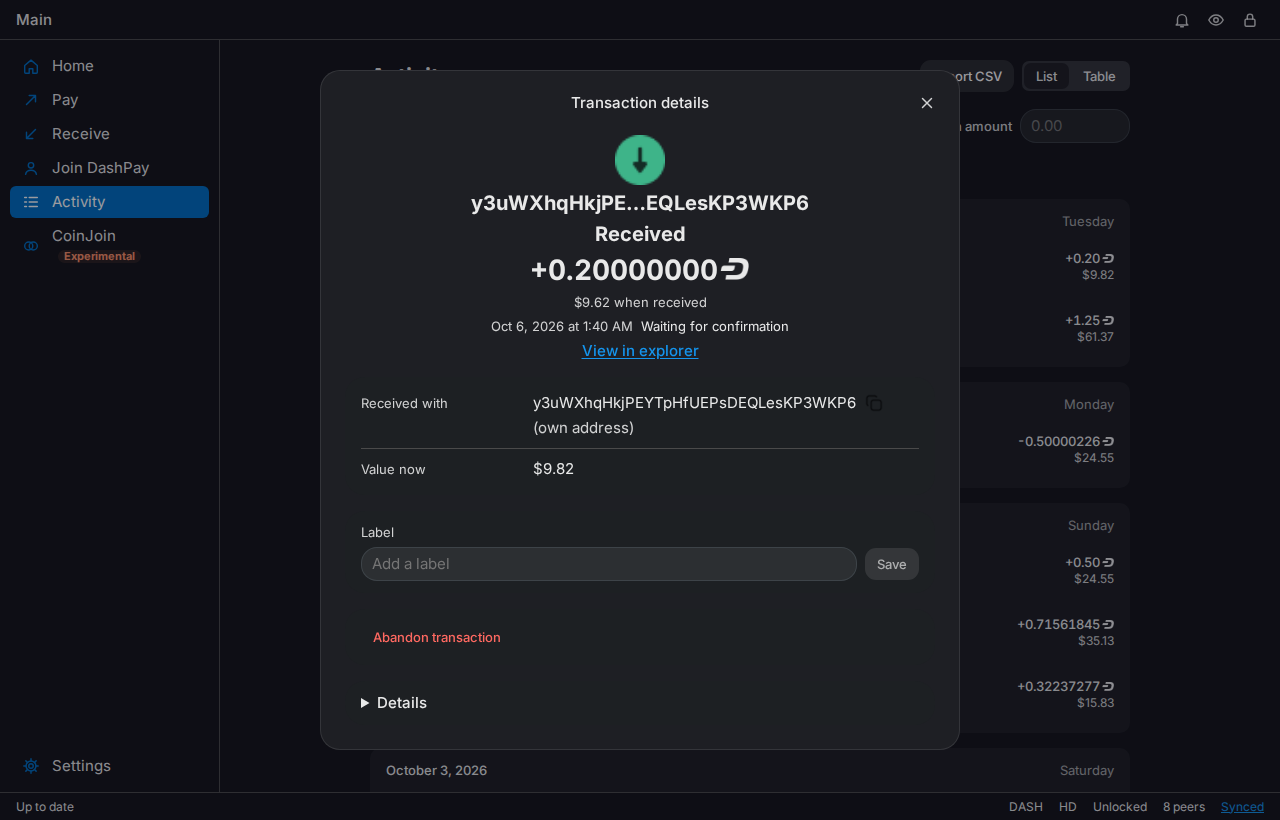 Main
Home
Pay
Receive
Join DashPay
Activity
CoinJoin
Experimental
Settings
CSV
List
Table
amount
0.00
Transaction details
y3uWXhqHkjPE...EQLesKP3WKP6
Received
+0.20000000
$9.62 when received
Oct 6, 2026 at 1:40 AM Waiting for confirmation
View in explorer
Received with
y3uWXhqHkjPEYTpHfUEPsDEQLesKP3WKP6
(own address)
Value now
$9.82
Label
Add a label
Save
Abandon transaction
Details
Tuesday
+0.20
$9.82
+1.25
$61.37
Monday
-0.50000226
$24.55
Sunday
+0.50
$24.55
+0.71561845
$35.13
+0.32237277
$15.83
October 3, 2026
Saturday
Up to date
DASH
HD
Unlocked
8 peers
Synced